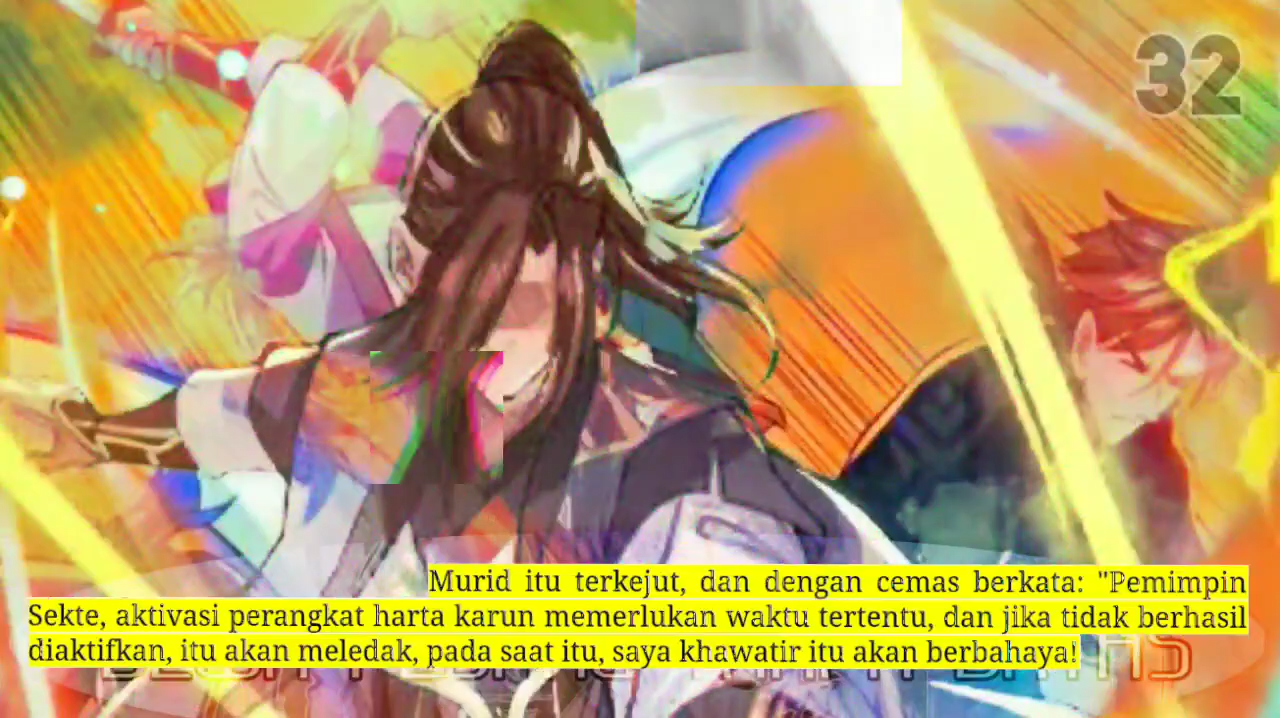 32
Murid itu terkejut, dan dengan cemas berkata: "Pemimpin
Sekte, aktivasi perangkat harta karun memerlukan waktu tertentu, dan jika tidak berhasil
diaktifkan, itu akan meledak, pada saat itu, saya khawatir itu akan berbahaya!